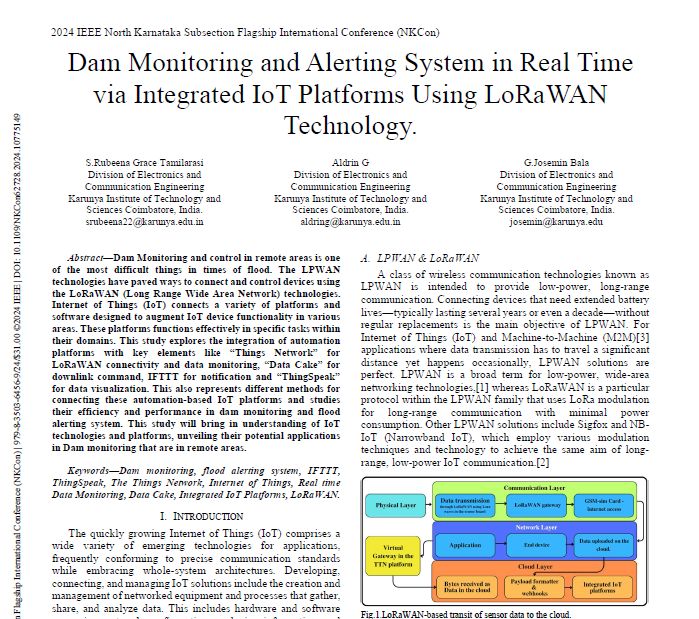 2024 IEEE North Karnataka Subsection Flagship International Conference (NKCon)
Dam Monitoring and Alerting System in Real Time
via Integrated IoT Platforms Using LoRaWAN
Technology.
S.Rubeena Grace Tamilarasi
Division of Electronics and
Communication Engineering
Karunya Institute of Technology and
Sciences Coimbatore, India.
srubeena22@karunya.edu.in
Aldrin G
Division of Electronics and
Communication Engineering
Karunya Institute of Technology and
Sciences Coimbatore, India.
aldring@karunya.edu.in
G.Josemin Bala
Division of Electronics and
Communication Engineering
Karunya Institute of Technology and
Sciences Coimbatore, India.
josemin@karunya.edu.in
Abstract—Dam Monitoring and control in remote areas is one
of the most difficult things in times of flood. The LPWAN
technologies have paved ways to connect and control devices using
the LoRaWAN (Long Range Wide Area Network) technologies.
Internet of Things (IoT) connects a variety of platforms and
software designed to augment IoT device functionality in various
areas. These platforms functions effectively in specific tasks within
their domains. This study explores the integration of automation
platforms with key elements like “Things Network” for
LoRaWAN connectivity and data monitoring, “Data Cake” for
downlink command, IFTTT for notification and “ThingSpeak”
for data visualization. This also represents different methods for
connecting these automation-based IoT platforms and studies
their efficiency and performance in dam monitoring and flood
alerting system. This study will bring in understanding of IoT
technologies and platforms, unveiling their potential applications
in Dam monitoring that are in remote areas.
Keywords—Dam monitoring, flood alerting system, IFTTT,
ThingSpeak, The Things Network, Internet of Things, Real time
Data Monitoring, Data Cake, Integrated IoT Platforms, LoRaWAN.
I. INTRODUCTION
The quickly growing Internet of Things (IoT) comprises a
wide variety of emerging technologies for applications,
frequently conforming to precise communication standards
while embracing whole-system architectures. Developing,
connecting, and managing IoT solutions include the creation and
management of networked equipment and processes that gather,
share, and analyze data. This includes hardware and software
A. LPWAN & LoRaWAN
A class of wireless communication technologies known as
LPWAN is intended to provide low-power, long-range
communication. Connecting devices that need extended battery
lives—typically lasting several years or even a decade—without
regular replacements is the main objective of LPWAN. For
Internet of Things (IoT) and Machine-to-Machine (M2M)[3]
applications where data transmission has to travel a significant
distance yet happens occasionally, LPWAN solutions are
perfect. LPWAN is a broad term for low-power, wide-area
networking technologies,[1] whereas LoRaWAN is a particular
protocol within the LPWAN family that uses LoRa modulation
for long-range communication with minimal power
consumption. Other LPWAN solutions include Sigfox and NB-
IoT (Narrowband IoT), which employ various modulation
techniques and technology to achieve the same aim of long-
range, low-power IoT communication.[2]
Communication Layer
Physical Layer
Data transmission
through LoRaWAN using Lora
LoRaWAN gateway
GSM-sim Card -
Internet access
Network Layer
Virtual
Gateway in the
TTN platform
Application
End device
Data uploaded on the
cloud.
Cloud Layer
Bytes received as
Data in the cloud
Payload formatter
&
webhooks
Integrated IoT
platforms
Fig.1 LoRaWAN-based transit of sensor data to the cloud.
n Flagship International Conference (NKCon) | 979-8-3503-6456-9/24/$31.00 ©2024 IEEE | DOI: 10.1109/NKCon62728.2024.10775149